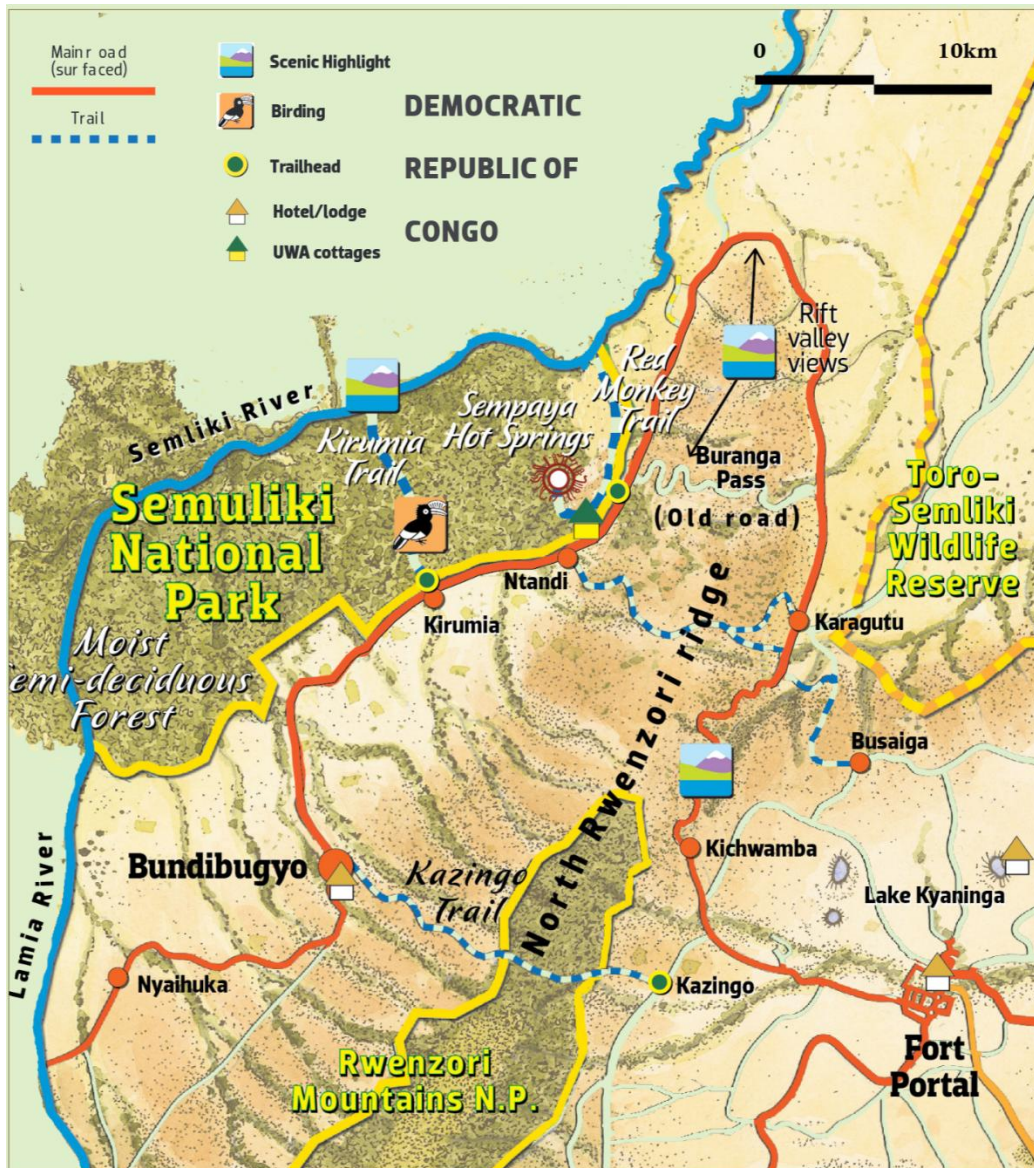 Mainr oad
(sur faced)
Trail
Scenic Highlight
Birding
Trailhead
Hotel/lodge
UWA cottages
DEMOCRATIC
REPUBLIC OF
CONGO
0 10km
Rift
valley
views
Red
Monkey
Trail
Sempaya
Hot Springs
Semliki River
Kirumia
Trail
Buranga
Pass
(Old road)
Toro-
Semliki
Wildlife
Reserve
Semuliki
National
Park
Ntandi
Kirumia
Karagutu
Moist
emi-deciduous
Forest
North Rwenzori ridge
Busaiga
Kichwamba
Bundibugyo
Kazingo
Trail
Lake Kyaninga
Lamia River
Nyaihuka
Kazingo
Fort
Portal
Rwenzori
Mountains N.P.